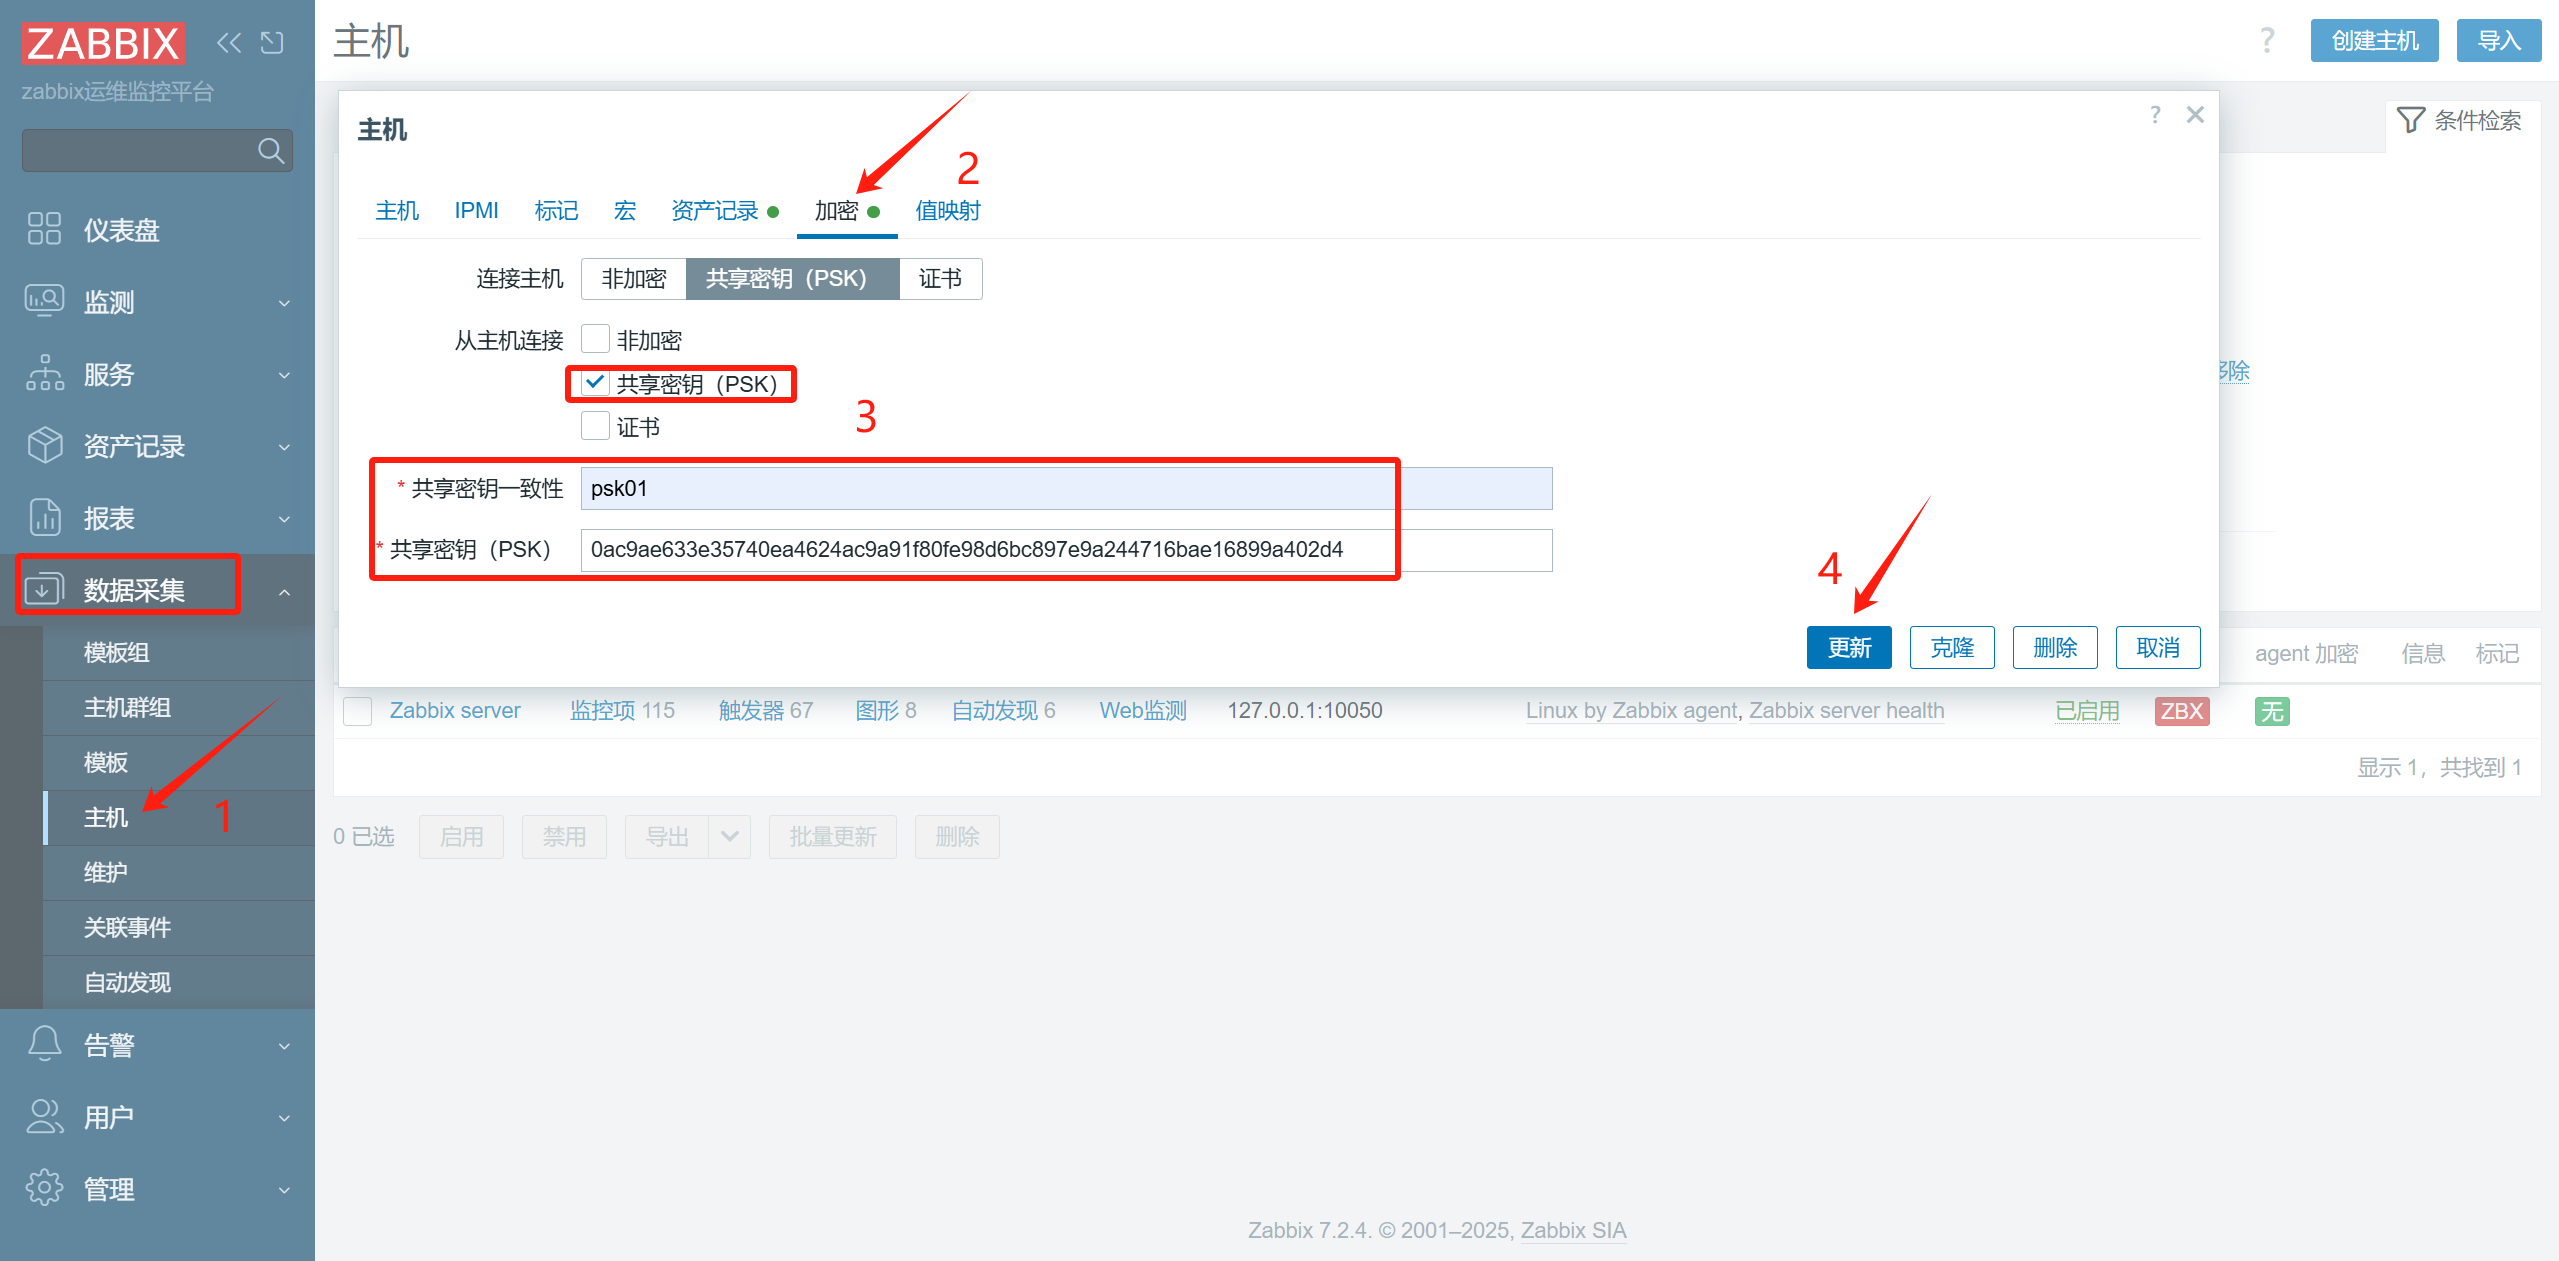 ZABBIX
zabbix运维监控平台
仪表盘
监测
服务
资产记录
报表
数据采集
模板组
主机群组
模板
主机
1
维护
关联事件
自动发现
告警
用户
管理
主机
? 创建主机 导入
条件检索
主机
?
2
主机 IPMI 标记 宏 资产记录 加密 值映射
连接主机 非加密 共享密钥（PSK） 证书
从主机连接 非加密
共享密钥（PSK）
证书
3
* 共享密钥一致性 psk01
* 共享密钥（PSK） 0ac9ae633e35740ea4624ac9a91f80fe98d6bc897e9a244716bae16899a402d4
4
更新 克隆 删除 取消
除
agent 加密 信息 标记
Zabbix server 监控项 115 触发器 67 图形 8 自动发现 6 Web监测 127.0.0.1:10050 Linux by Zabbix agent, Zabbix server health 已启用 ZBX 无
显示 1，共找到 1
0 已选 启用 禁用 导出 批量更新 删除
Zabbix 7.2.4. © 2001–2025, Zabbix SIA